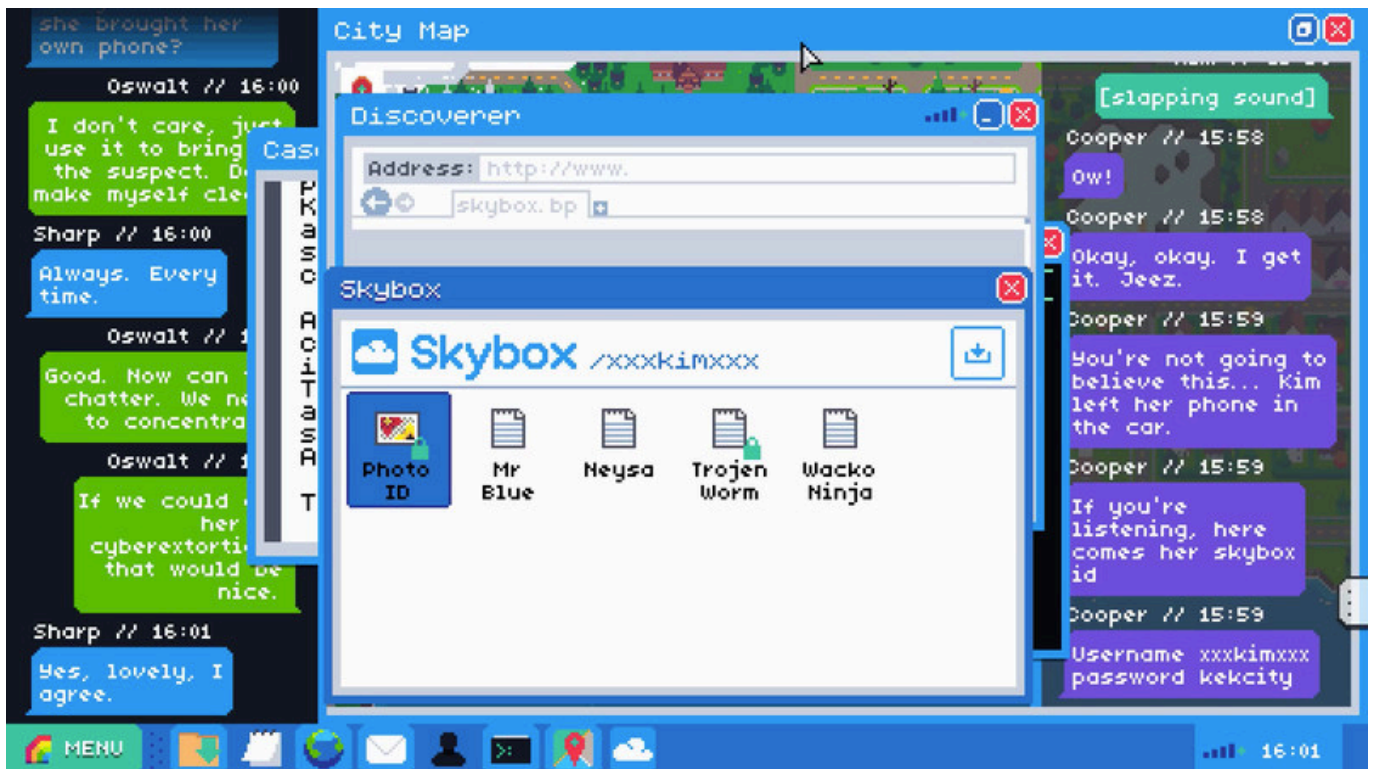 she brought her
own phone?
Oswalt // 16:00
I don't care, just
use it to bring
the suspect.
make myself
Sharp // 16:00
Always. Every
time.
Oswalt //
Good. Now can
chatter. We
to
Oswalt //
If we could
her
that would be
nice.
Sharp // 16:01
Yes, lovely, I
agree.
City Map
Discoverer
Address: http://www.
skybox.bp
Skybox
Skybox /xxxkimxxx
Photo
ID
Mr
Blue
Neysa
Trojen
Worm
Wacko
Ninja
[slapping sound]
Cooper // 15:58
Ow!
Cooper // 15:58
Okay, okay. I get
it. Jeez.
Cooper // 15:59
You're not going to
believe this... Kim
left her phone in
the car.
Cooper // 15:59
If you're
listening, here
comes her skybox
id
Cooper // 15:59
Username xxxkimxxx
password kekcity
MENU
16:01